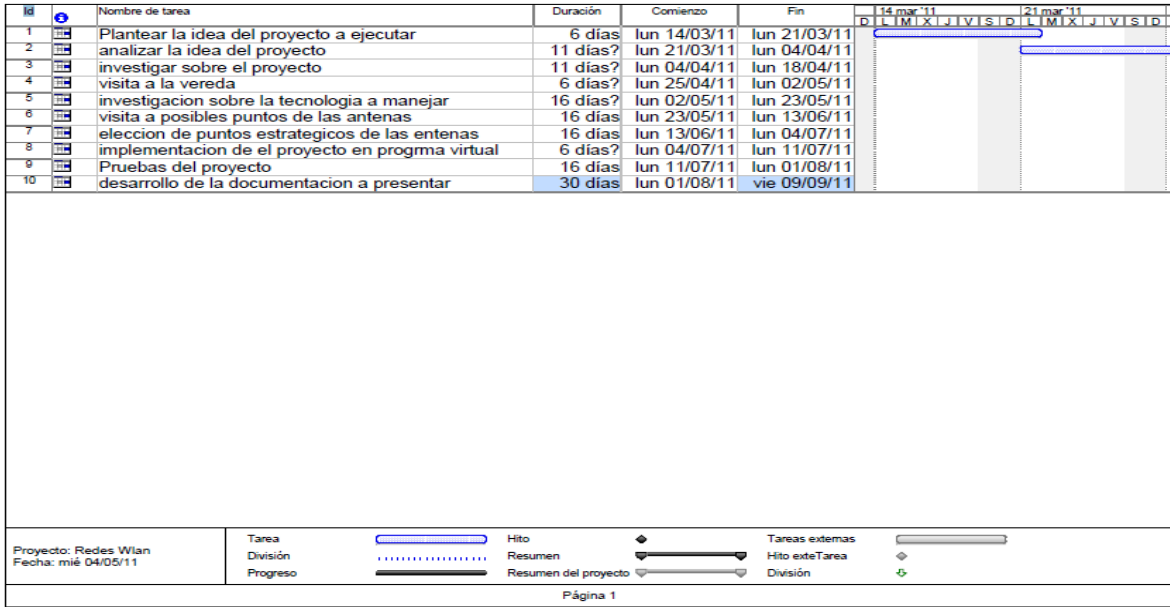 Id Nombre de tarea Duración Comienzo Fin 14 mar '11 21 mar '11
D L M X J V S D L M X J V S D
1 Plantear la idea del proyecto a ejecutar 6 días lun 14/03/11 lun 21/03/11
2 analizar la idea del proyecto 11 días? lun 21/03/11 lun 04/04/11
3 investigar sobre el proyecto 11 días? lun 04/04/11 lun 18/04/11
4 visita a la vereda 6 días? lun 25/04/11 lun 02/05/11
5 investigacion sobre la tecnologia a manejar 16 días? lun 02/05/11 lun 23/05/11
6 visita a posibles puntos de las antenas 16 días lun 23/05/11 lun 13/06/11
7 eleccion de puntos estrategicos de las entenas 16 días lun 13/06/11 lun 04/07/11
8 implementacion de el proyecto en progrma virtual 6 días? lun 04/07/11 lun 11/07/11
9 Pruebas del proyecto 16 días lun 11/07/11 lun 01/08/11
10 desarrollo de la documentacion a presentar 30 días lun 01/08/11 vie 09/09/11
Proyecto: Redes Wlan
Fecha: mié 04/05/11
Tarea Hito Tareas externas
División Resumen Hito exteTarea
Progreso Resumen del proyecto División
Página 1